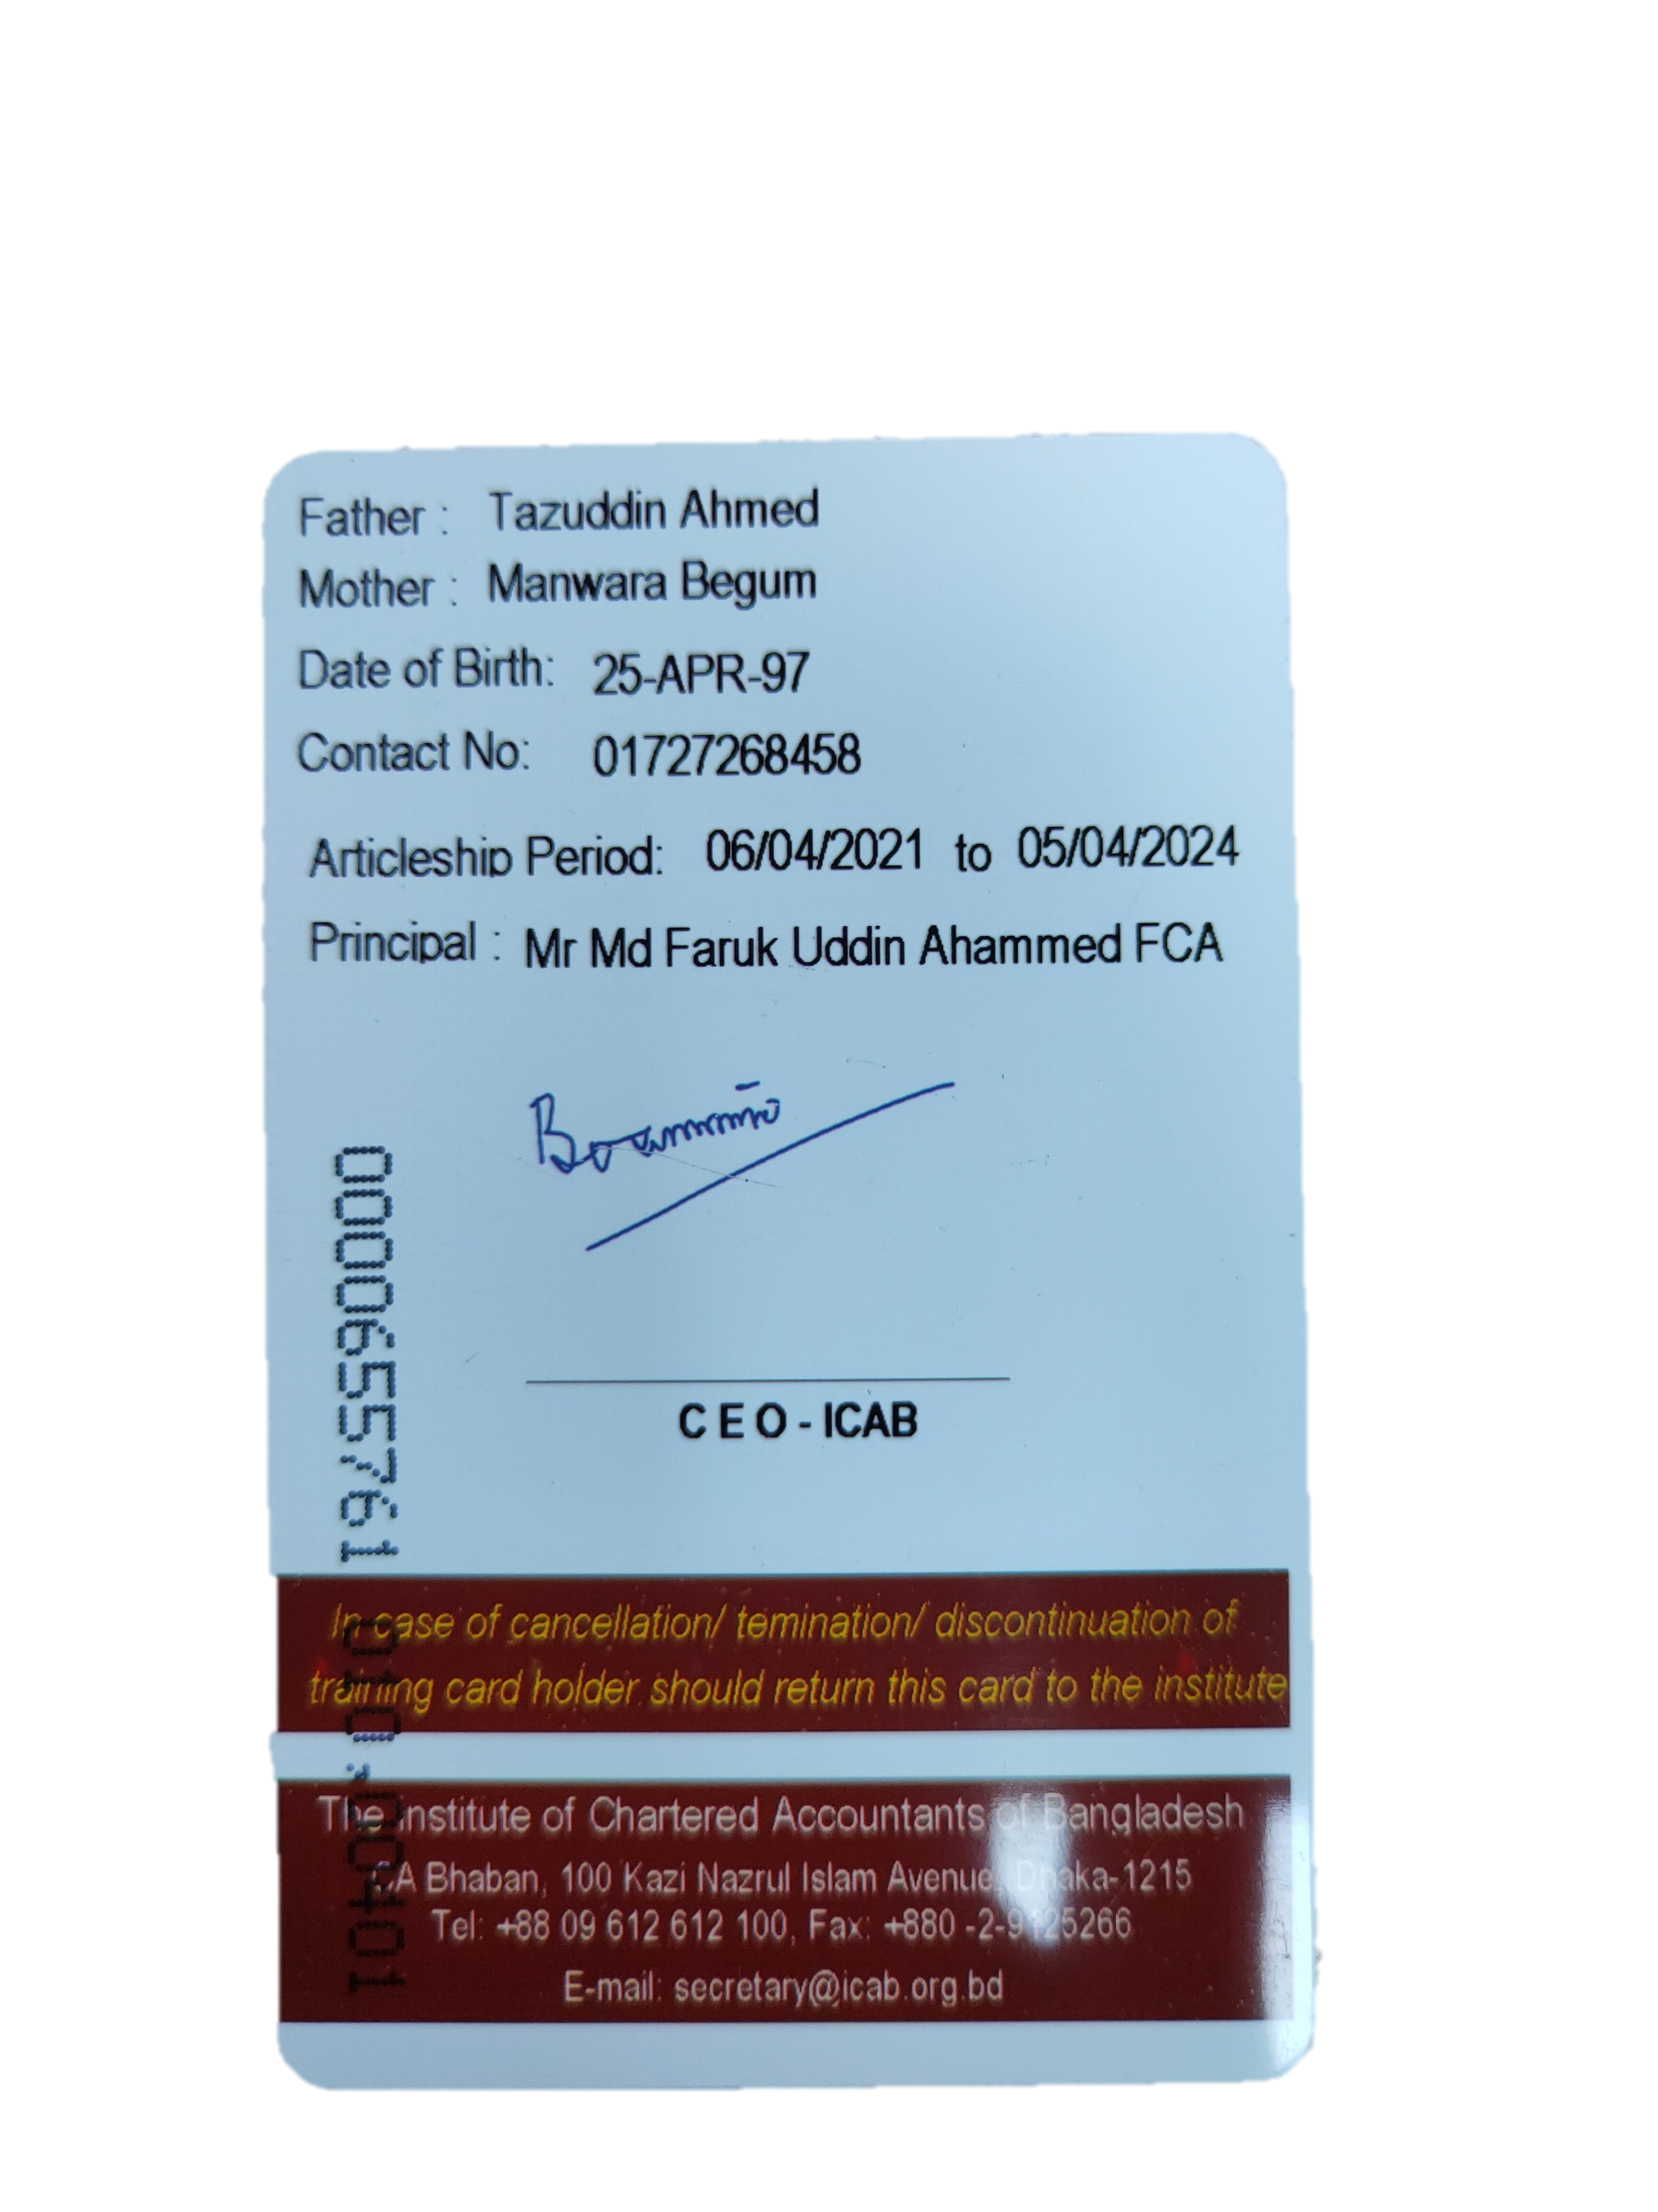 Father : Tazuddin Ahmed
Mother : Manwara Begum
Date of Birth: 25-APR-97
Contact No: 01727268458
Articleship Period: 06/04/2021 to 05/04/2024
Principal : Mr Md Faruk Uddin Ahammed FCA
C E O - ICAB
0000655761
In case of cancellation/ temination/ discontinuation of
training card holder should return this card to the institute
The Institute of Chartered Accountants of Bangladesh
CA Bhaban, 100 Kazi Nazrul Islam Avenue, Dhaka-1215
Tel: +88 09 612 612 100, Fax: +880 -2-9125266
E-mail: secretary@icab.org.bd